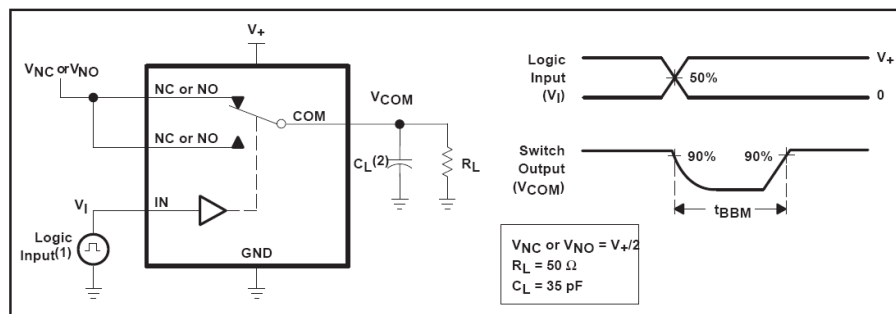 V+
VNC or VNO
NC or NO
VCOM
COM
NC or NO
CL(2)
RL
VI
IN
Logic
Input(1)
GND
Logic
Input
(VI)
50%
V+
0
Switch
Output
(VCOM)
90%
90%
tBBM
VNC or VNO = V+/2
RL = 50 Ω
CL = 35 pF